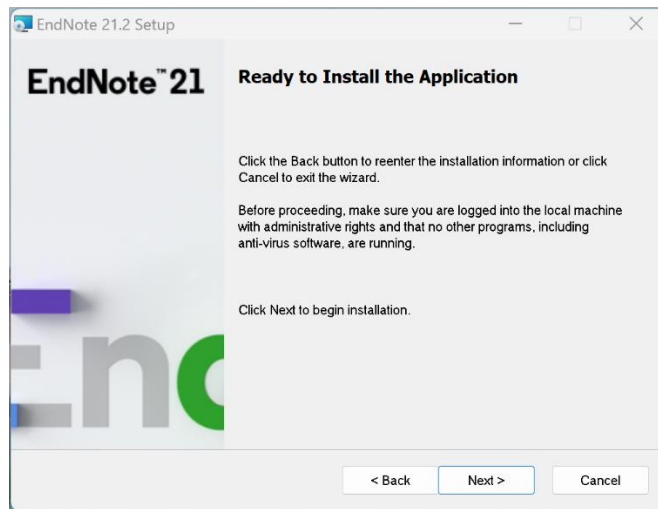 EndNote 21.2 Setup
EndNote™21
Ready to Install the Application
Click the Back button to reenter the installation information or click
Cancel to exit the wizard.
Before proceeding, make sure you are logged into the local machine
with administrative rights and that no other programs, including
anti-virus software, are running.
Click Next to begin installation.
Enc
< Back
Next >
Cancel